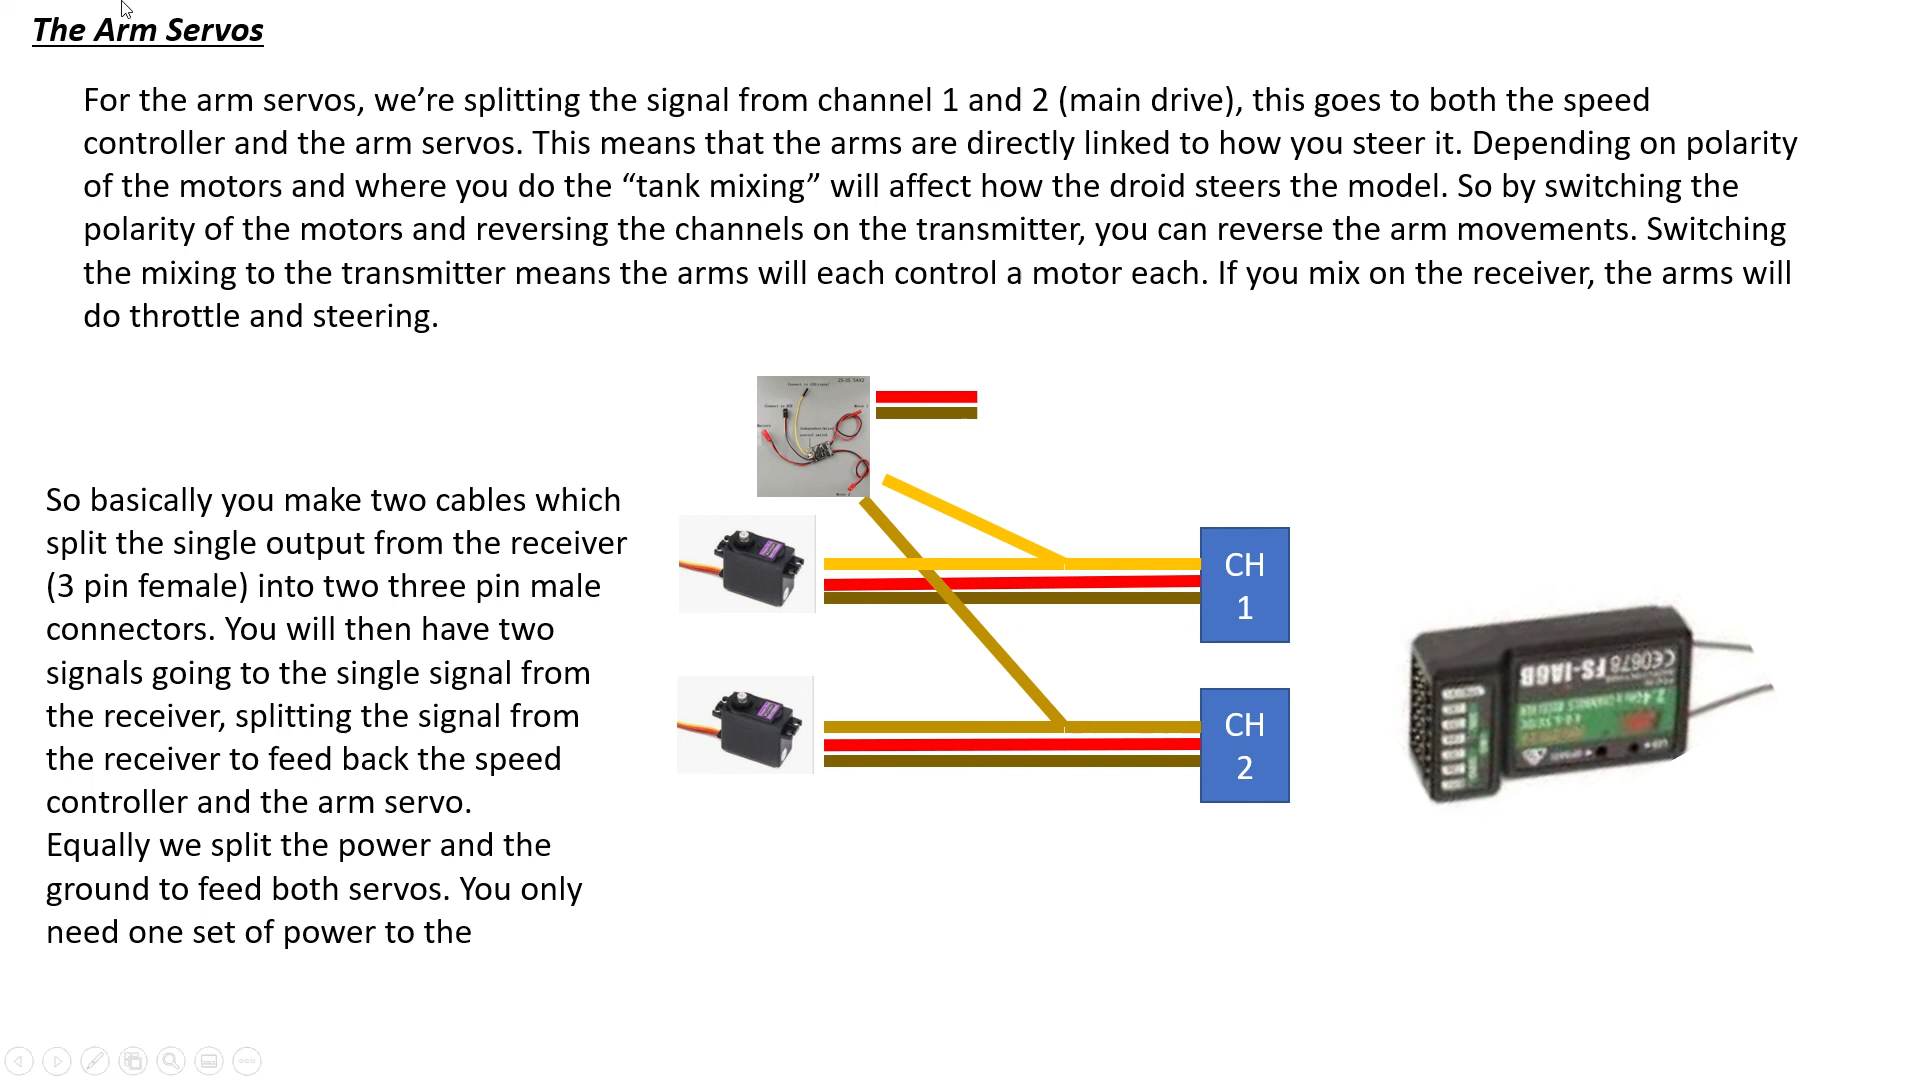 The Arm Servos
For the arm servos, we’re splitting the signal from channel 1 and 2 (main drive), this goes to both the speed
controller and the arm servos. This means that the arms are directly linked to how you steer it. Depending on polarity
of the motors and where you do the “tank mixing” will affect how the droid steers the model. So by switching the
polarity of the motors and reversing the channels on the transmitter, you can reverse the arm movements. Switching
the mixing to the transmitter means the arms will each control a motor each. If you mix on the receiver, the arms will
do throttle and steering.
So basically you make two cables which
split the single output from the receiver
(3 pin female) into two three pin male
connectors. You will then have two
signals going to the single signal from
the receiver, splitting the signal from
the receiver to feed back the speed
controller and the arm servo.
Equally we split the power and the
ground to feed both servos. You only
need one set of power to the
CH
1
CH
2
CE0678 FS-IA6B